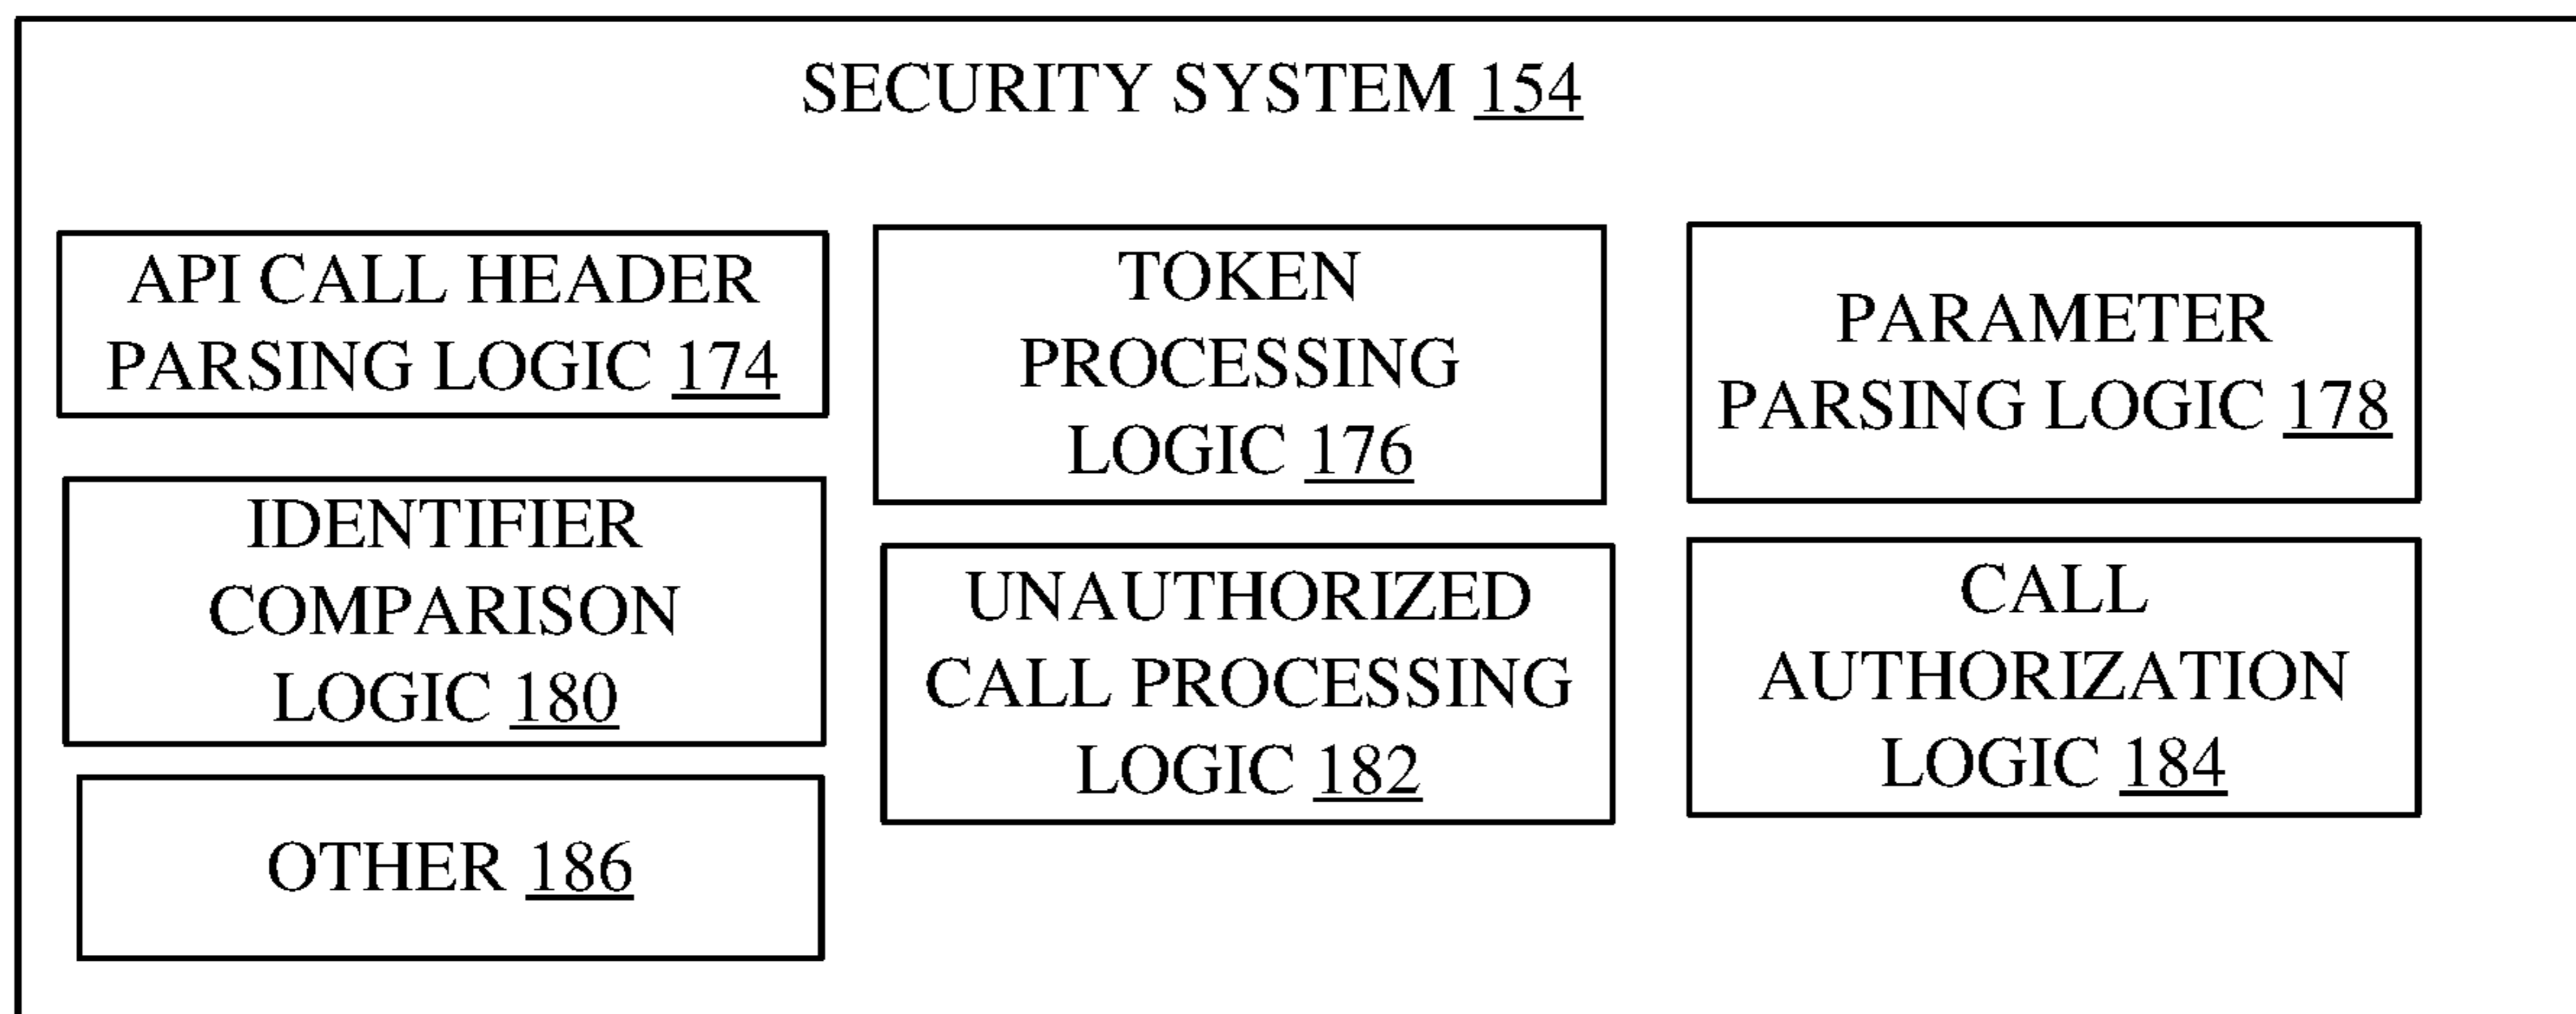 SECURITY SYSTEM 154
API CALL HEADER
PARSING LOGIC 174
TOKEN
PROCESSING
LOGIC 176
PARAMETER
PARSING LOGIC 178
IDENTIFIER
COMPARISON
LOGIC 180
UNAUTHORIZED
CALL PROCESSING
LOGIC 182
CALL
AUTHORIZATION
LOGIC 184
OTHER 186